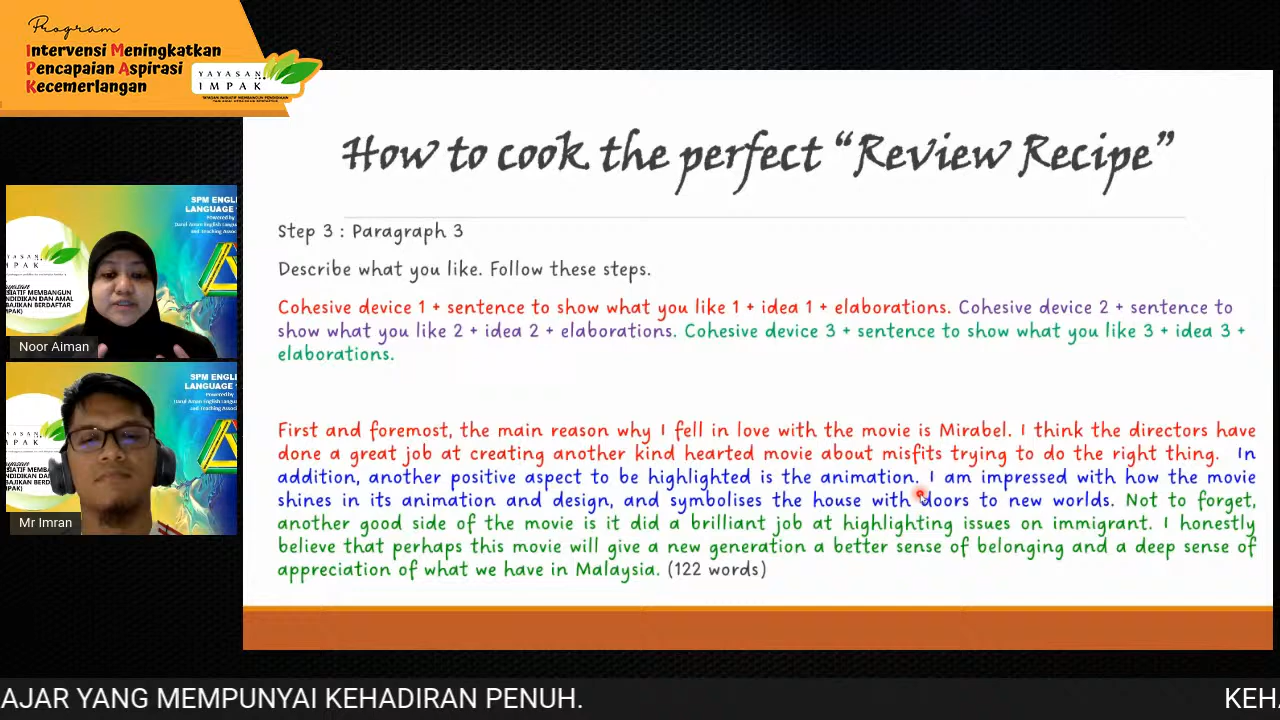 Program
Intervensi Meningkatkan
Pencapaian Aspirasi
Kecemerlangan
YAYASAN
IMPAK
How to cook the perfect “Review Recipe”
Step 3 : Paragraph 3
Describe what you like. Follow these steps.
Cohesive device 1 + sentence to show what you like 1 + idea 1 + elaborations. Cohesive device 2 + sentence to
show what you like 2 + idea 2 + elaborations. Cohesive device 3 + sentence to show what you like 3 + idea 3 +
elaborations.
First and foremost, the main reason why I fell in love with the movie is Mirabel. I think the directors have
done a great job at creating another kind hearted movie about misfits trying to do the right thing. In
addition, another positive aspect to be highlighted is the animation. I am impressed with how the movie
shines in its animation and design, and symbolises the house with doors to new worlds. Not to forget,
another good side of the movie is it did a brilliant job at highlighting issues on immigrant. I honestly
believe that perhaps this movie will give a new generation a better sense of belonging and a deep sense of
appreciation of what we have in Malaysia. (122 words)
SPM ENGLIS
LANGUAGE
Powered by
Noor Aiman
SPM ENGLI
LANGUAGE
Powered by
Mr Imran
AJAR YANG MEMPUNYAI KEHADIRAN PENUH.
KEHA